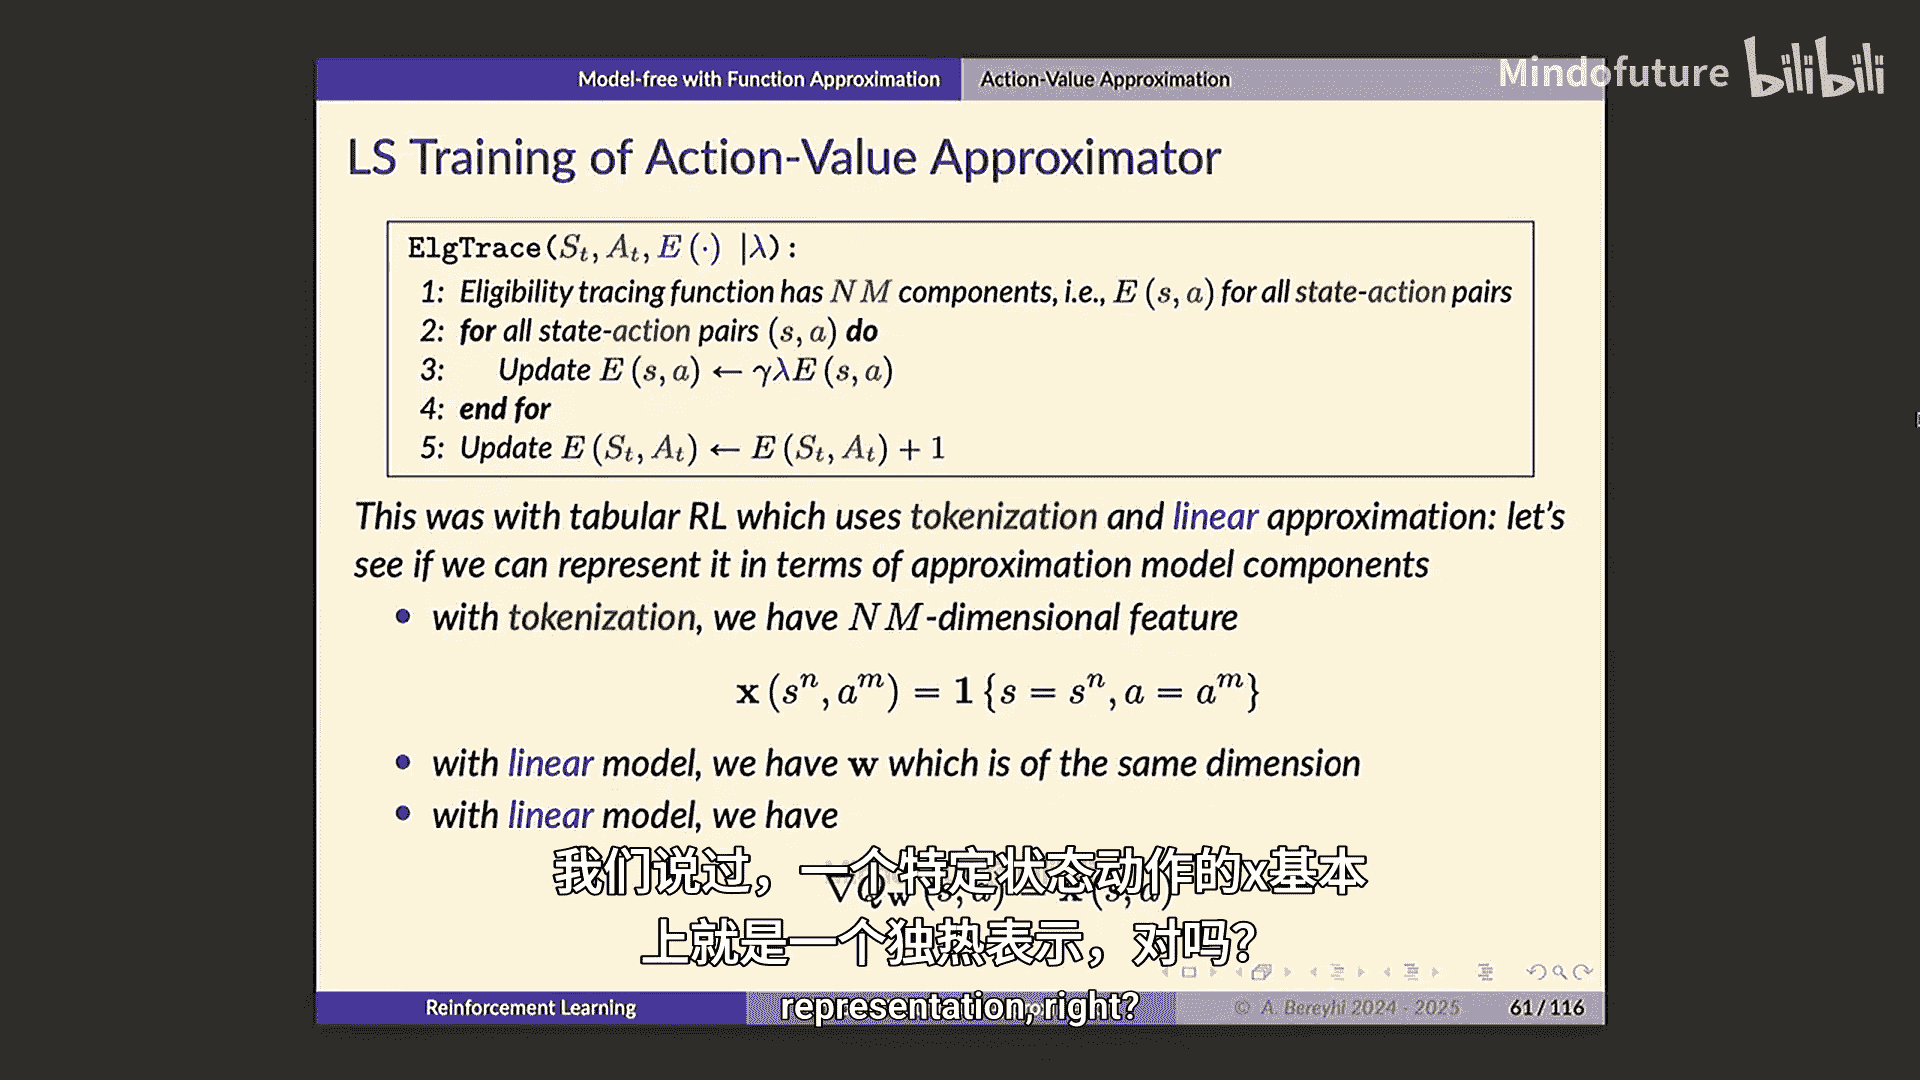 Model-free with Function Approximation Action-Value Approximation
Mindofuture bilibili
LS Training of Action-Value Approximator
ElgTrace(S_t, A_t, E(·) |λ):
1: Eligibility tracing function has NM components, i.e., E(s, a) for all state-action pairs
2: for all state-action pairs (s, a) do
3: Update E(s, a) ← γλE(s, a)
4: end for
5: Update E(S_t, A_t) ← E(S_t, A_t) + 1
This was with tabular RL which uses tokenization and linear approximation: let's
see if we can represent it in terms of approximation model components
• with tokenization, we have NM-dimensional feature
x(s^n, a^m) = 1{s = s^n, a = a^m}
• with linear model, we have w which is of the same dimension
• with linear model, we have
∇Q_w(s, a) = x(s, a)
我们说过，一个特定状态动作的x基本
上就是一个独热表示，对吗？
representation, right?
Reinforcement Learning
© A. Bereyhi 2024 - 2025 61 / 116